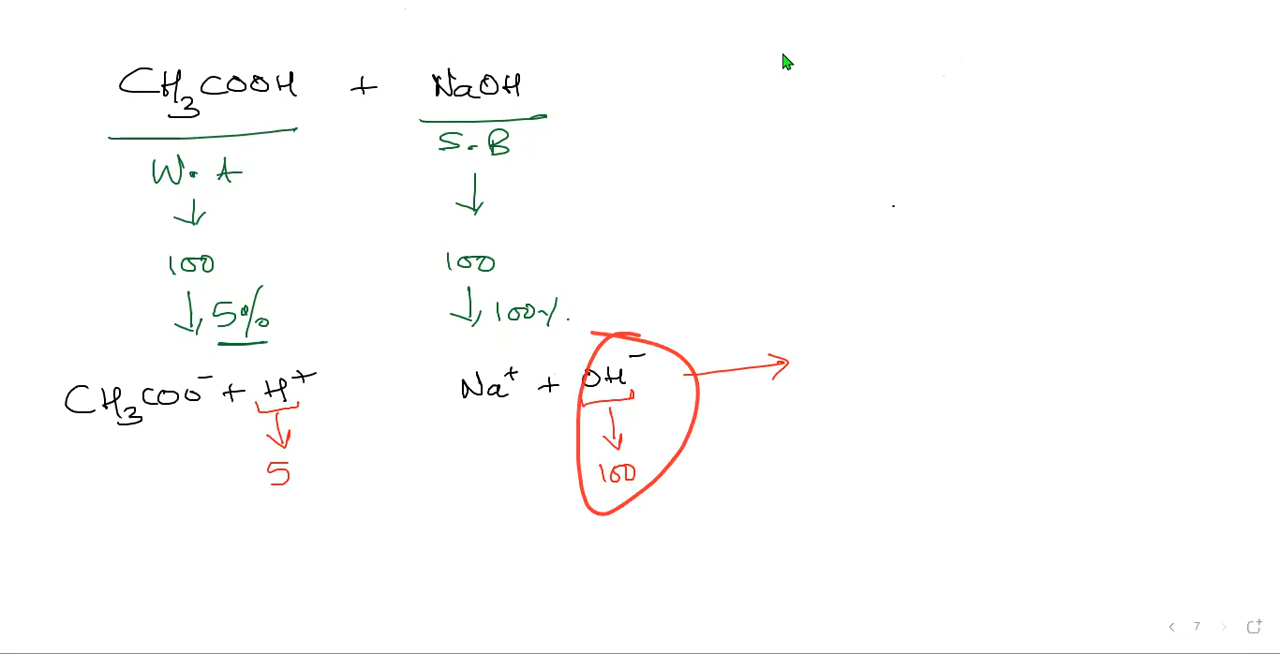 CH₃COOH + NaOH
W.A S.B
100 100
5% 100%.
CH₃COO⁻ + H⁺ Na⁺ + OH⁻
5 100
7